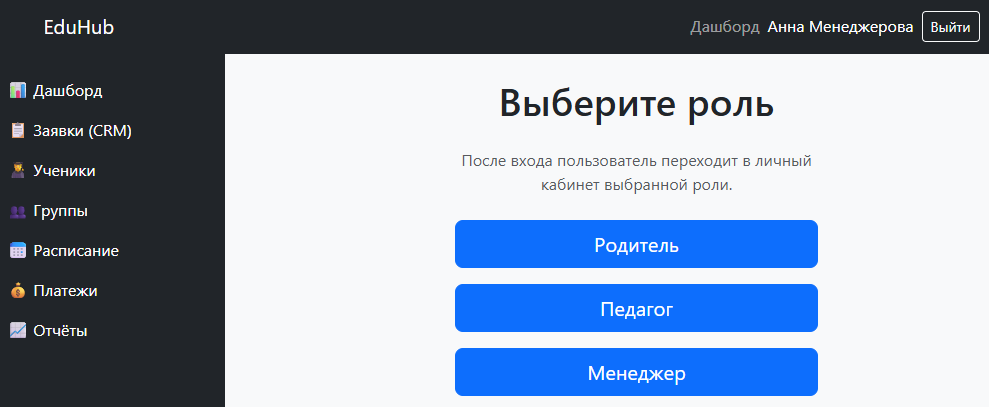 EduHub
Дашборд Анна Менеджерова Выйти
Дашборд
Заявки (CRM)
Ученики
Группы
Расписание
Платежи
Отчёты
Выберите роль
После входа пользователь переходит в личный
кабинет выбранной роли.
Родитель
Педагог
Менеджер